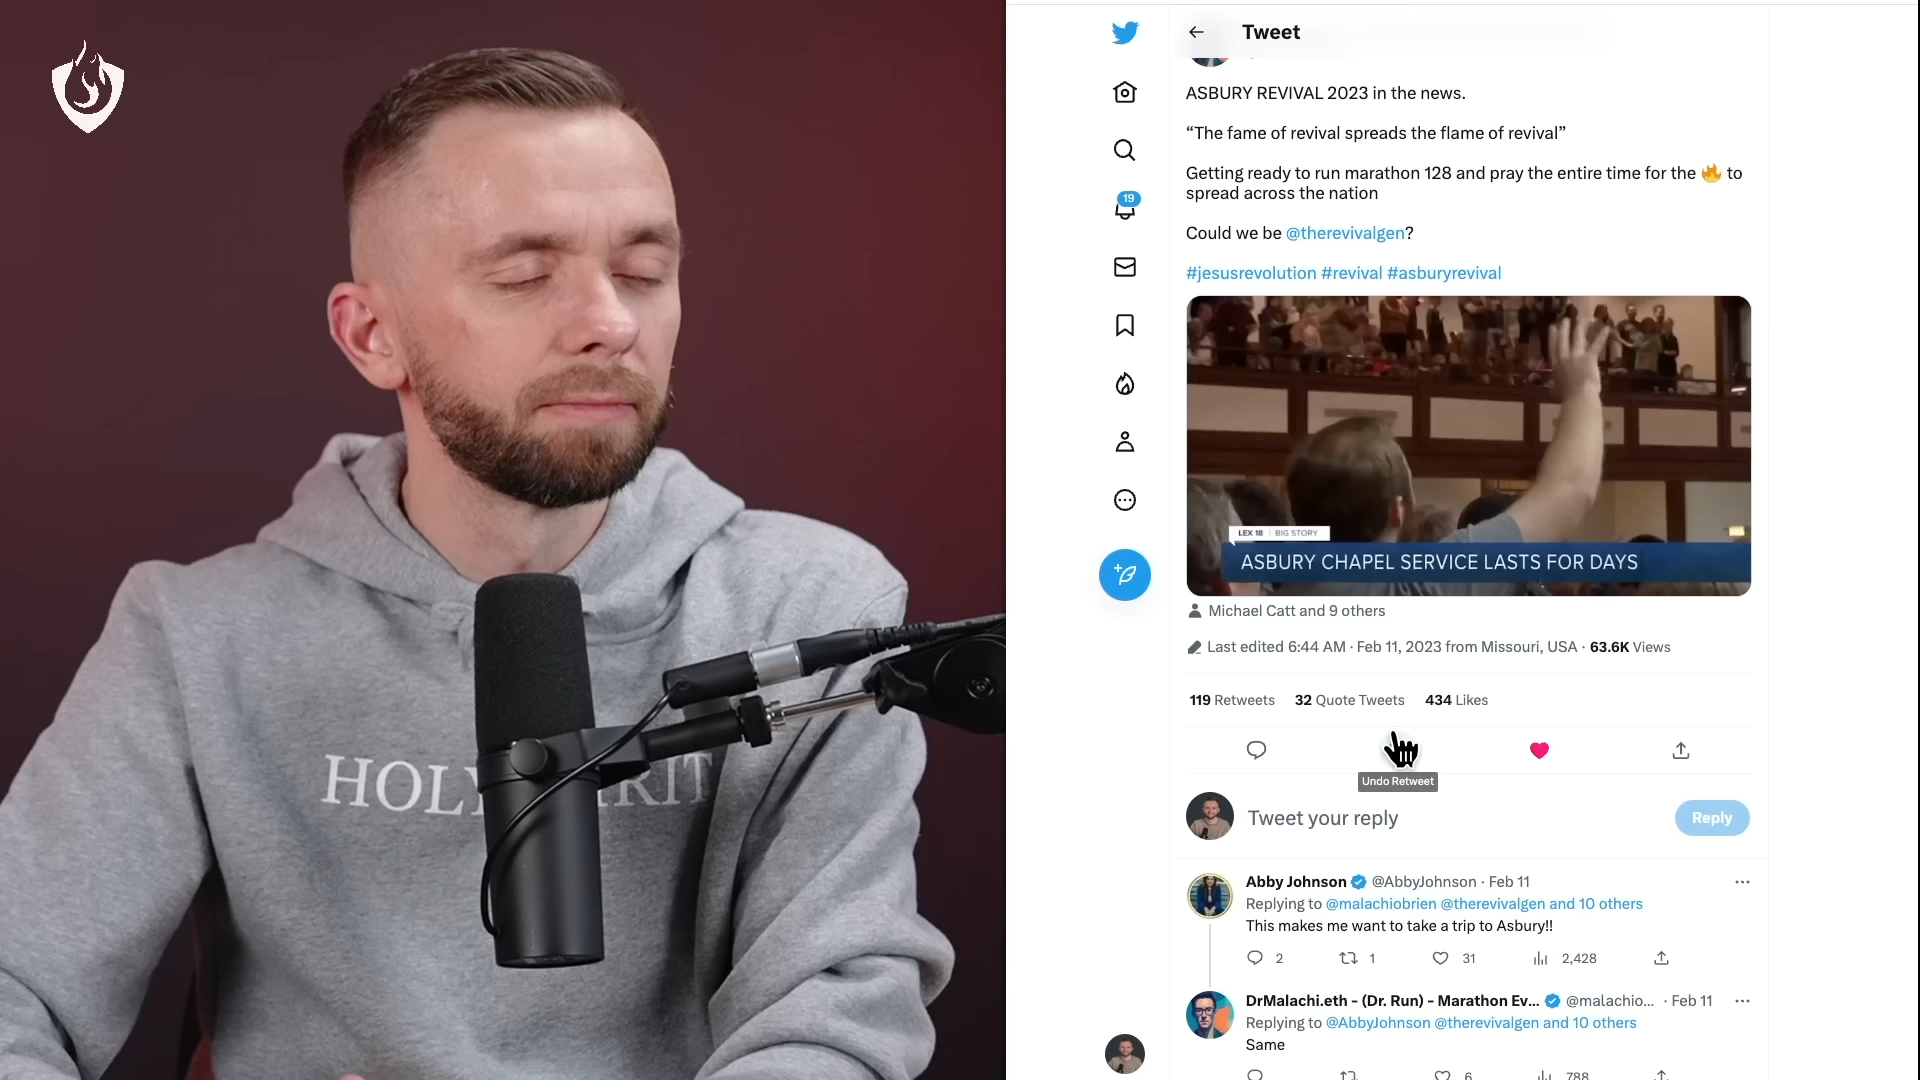 Tweet
ASBURY REVIVAL 2023 in the news.
“The fame of revival spreads the flame of revival”
Getting ready to run marathon 128 and pray the entire time for the 🔥 to
spread across the nation
Could we be @therevivalgen?
#jesusrevolution #revival #asburyrevival
19
LEX 18 | BIG STORY
ASBURY CHAPEL SERVICE LASTS FOR DAYS
Michael Catt and 9 others
Last edited 6:44 AM · Feb 11, 2023 from Missouri, USA · 63.6K Views
119 Retweets 32 Quote Tweets 434 Likes
Undo Retweet
Tweet your reply
Reply
Abby Johnson @AbbyJohnson · Feb 11
Replying to @malachiobrien @therevivalgen and 10 others
This makes me want to take a trip to Asbury!!
2 1 31 2,428
DrMalachi.eth - (Dr. Run) - Marathon Ev... @malachio... · Feb 11
Replying to @AbbyJohnson @therevivalgen and 10 others
Same
6 788
HOLY